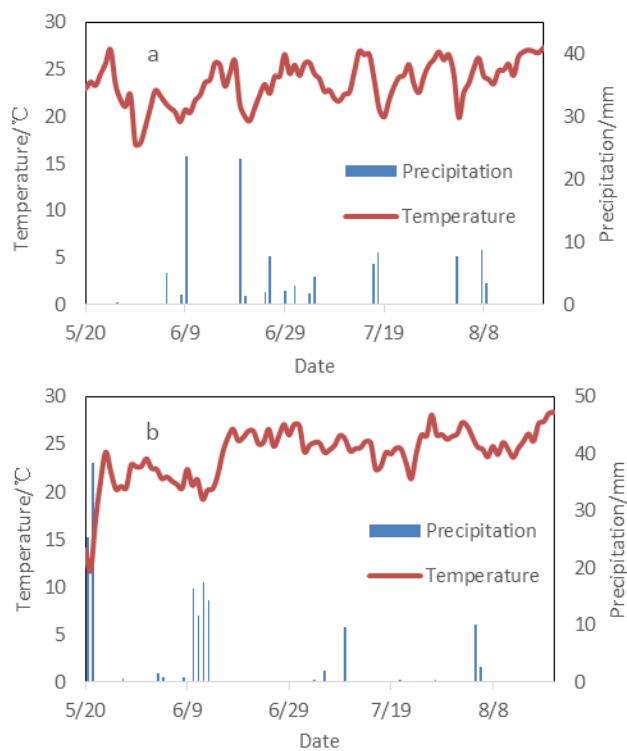 a
30
25
20
15
10
5
0
Temperature/℃
40
30
20
10
0
Precipitation/mm
Precipitation
Temperature
5/20 6/9 6/29 7/19 8/8
Date
b
30
25
20
15
10
5
0
Temperature/℃
50
40
30
20
10
0
Precipitation/mm
Precipitation
Temperature
5/20 6/9 6/29 7/19 8/8
Date